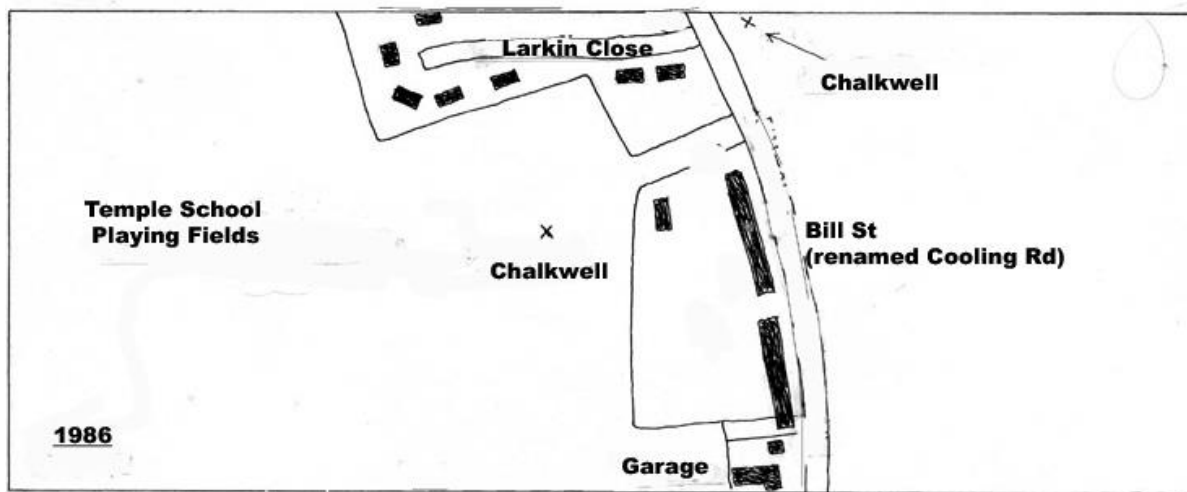 Larkin Close
Chalkwell
Temple School
Playing Fields
Chalkwell
Bill St
(renamed Cooling Rd)
1986
Garage